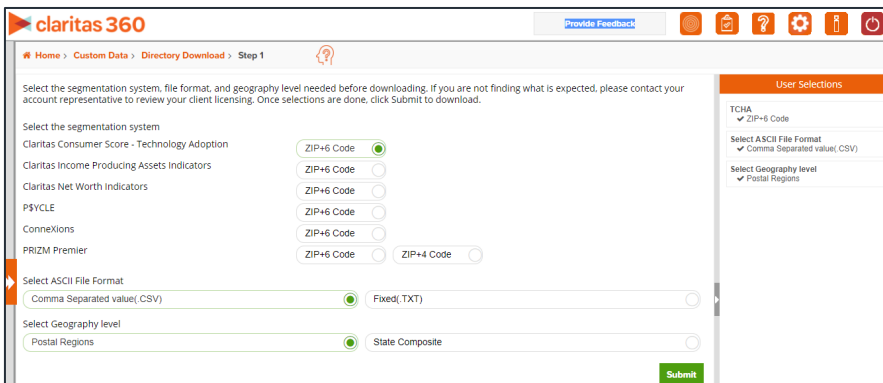 claritas 360
Provide Feedback
Home > Custom Data > Directory Download > Step 1
Select the segmentation system, file format, and geography level needed before downloading. If you are not finding what is expected, please contact your
account representative to review your client licensing. Once selections are done, click Submit to download.
Select the segmentation system
Claritas Consumer Score - Technology Adoption ZIP+6 Code
Claritas Income Producing Assets Indicators ZIP+6 Code
Claritas Net Worth Indicators ZIP+6 Code
P$YCLE ZIP+6 Code
ConneXions ZIP+6 Code
PRIZM Premier ZIP+6 Code ZIP+4 Code
Select ASCII File Format
Comma Separated value(.CSV) Fixed(.TXT)
Select Geography level
Postal Regions State Composite
Submit
User Selections
TCHA
ZIP+6 Code
Select ASCII File Format
Comma Separated value(.CSV)
Select Geography level
Postal Regions